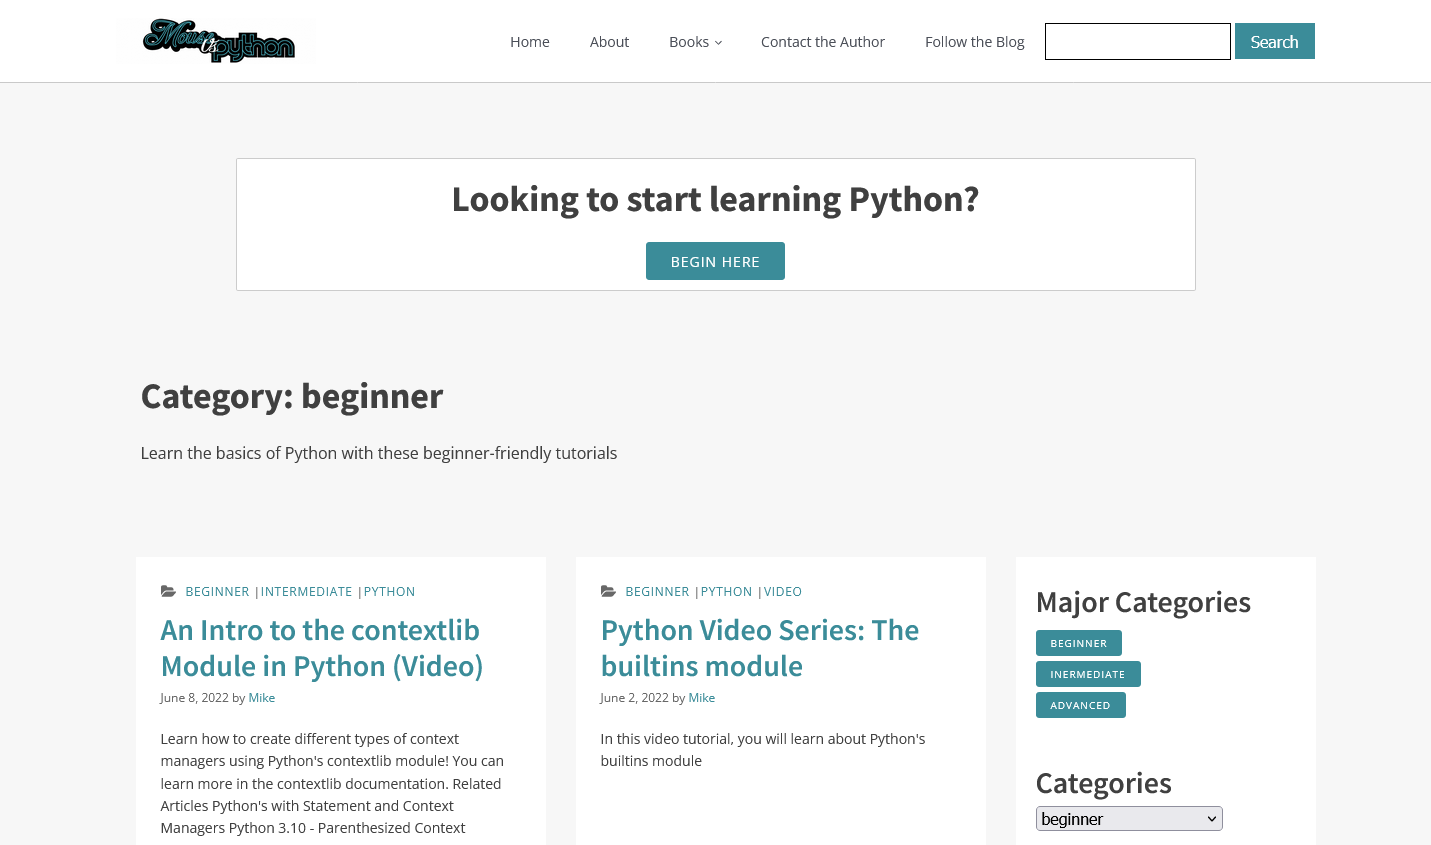 Mouse vs python
Home About Books Contact the Author Follow the Blog Search
Looking to start learning Python?
BEGIN HERE
Category: beginner
Learn the basics of Python with these beginner-friendly tutorials
BEGINNER |INTERMEDIATE |PYTHON
An Intro to the contextlib
Module in Python (Video)
June 8, 2022 by Mike
Learn how to create different types of context
managers using Python's contextlib module! You can
learn more in the contextlib documentation. Related
Articles Python's with Statement and Context
Managers Python 3.10 - Parenthesized Context
BEGINNER |PYTHON |VIDEO
Python Video Series: The
builtins module
June 2, 2022 by Mike
In this video tutorial, you will learn about Python's
builtins module
Major Categories
BEGINNER
INERMEDIATE
ADVANCED
Categories
beginner